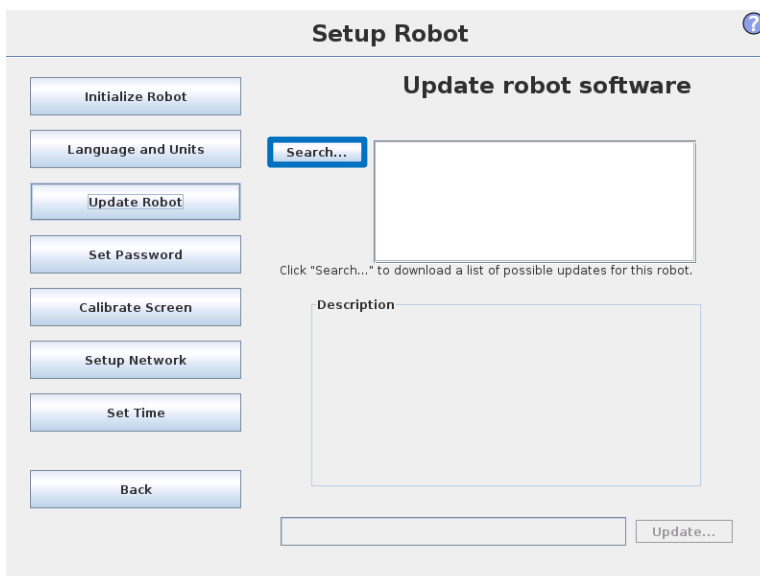 Setup Robot
?
Update robot software
Initialize Robot
Language and Units
Update Robot
Set Password
Calibrate Screen
Setup Network
Set Time
Back
Search...
Click "Search..." to download a list of possible updates for this robot.
Description
Update...